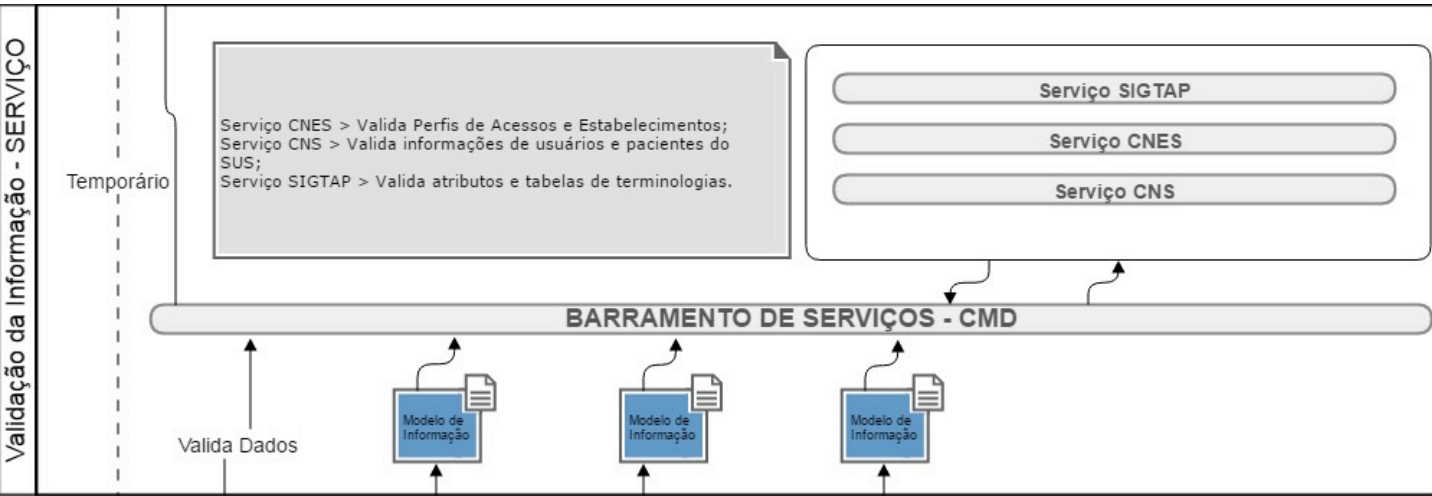 Validação da Informação - SERVIÇO
Temporário
Serviço CNES > Valida Perfis de Acessos e Estabelecimentos;
Serviço CNS > Valida informações de usuários e pacientes do
SUS;
Serviço SIGTAP > Valida atributos e tabelas de terminologias.
Serviço SIGTAP
Serviço CNES
Serviço CNS
BARRAMENTO DE SERVIÇOS - CMD
Valida Dados
Modelo de
Informação
Modelo de
Informação
Modelo de
Informação